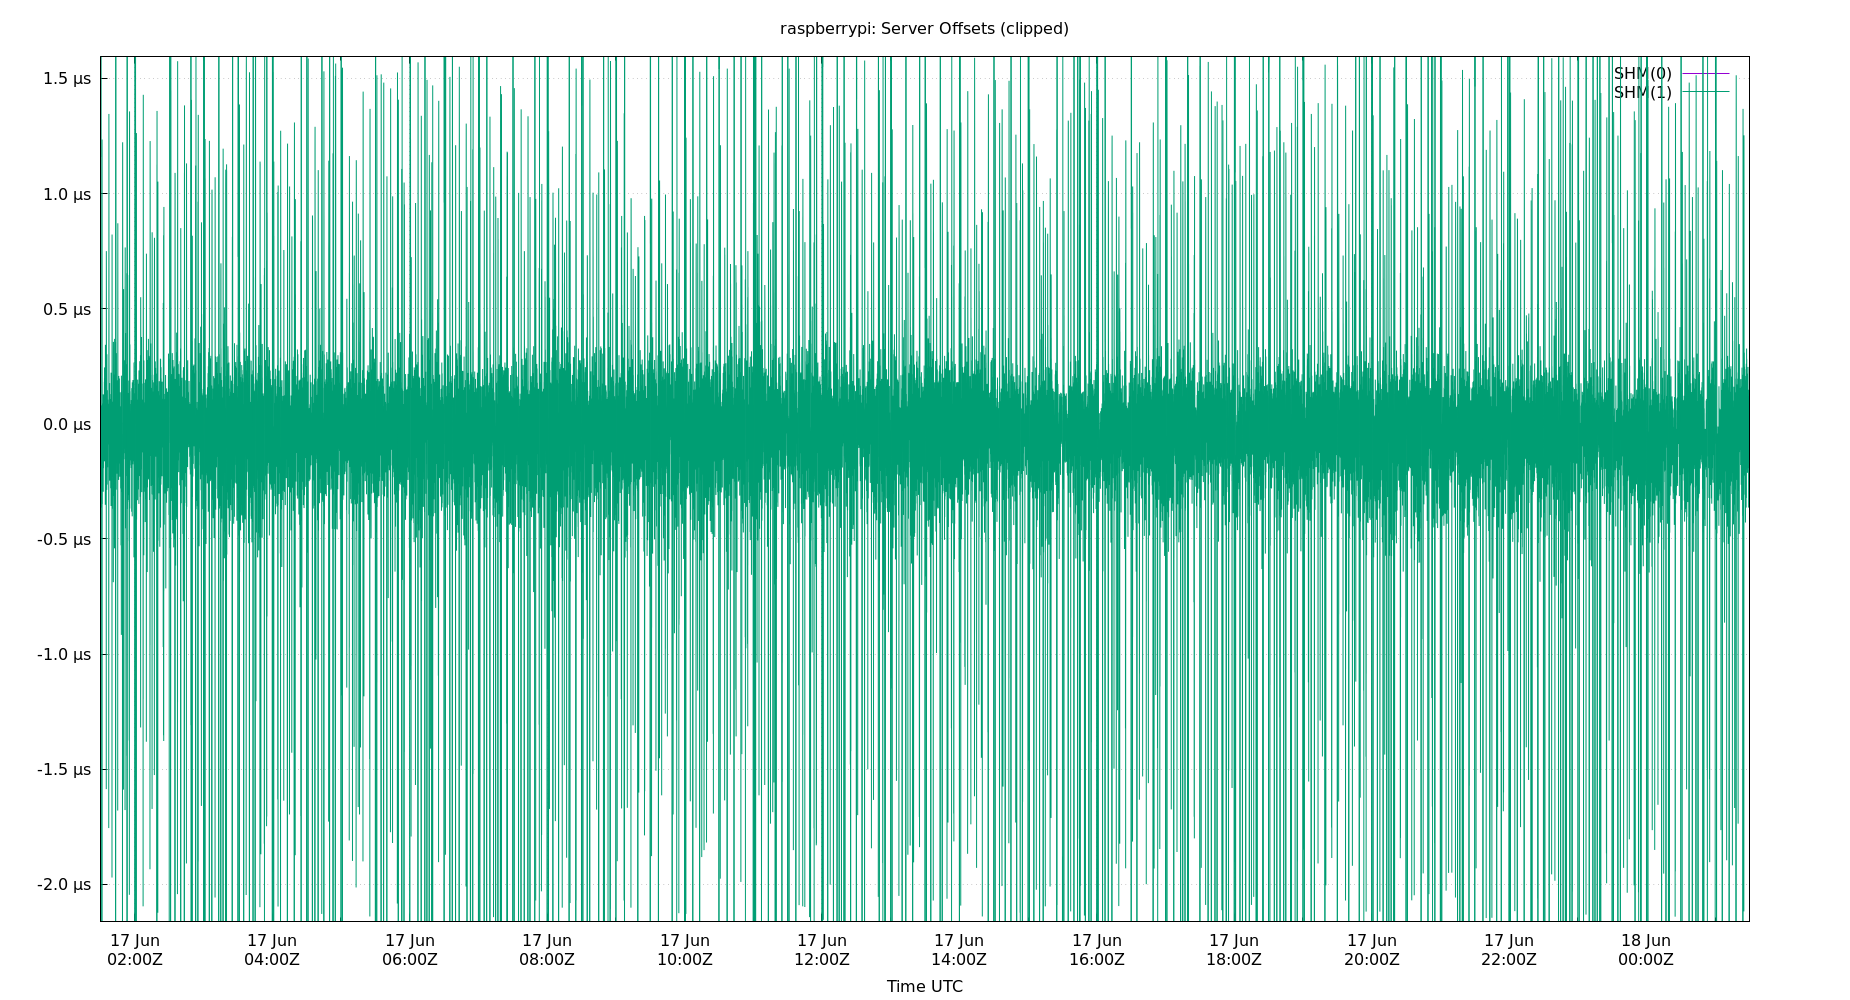 raspberrypi: Server Offsets (clipped)
SHM(0)
SHM(1)
1.5 µs
1.0 µs
0.5 µs
0.0 µs
-0.5 µs
-1.0 µs
-1.5 µs
-2.0 µs
17 Jun 17 Jun 17 Jun 17 Jun 17 Jun 17 Jun 17 Jun 17 Jun 17 Jun 17 Jun 17 Jun 18 Jun
02:00Z 04:00Z 06:00Z 08:00Z 10:00Z 12:00Z 14:00Z 16:00Z 18:00Z 20:00Z 22:00Z 00:00Z
Time UTC